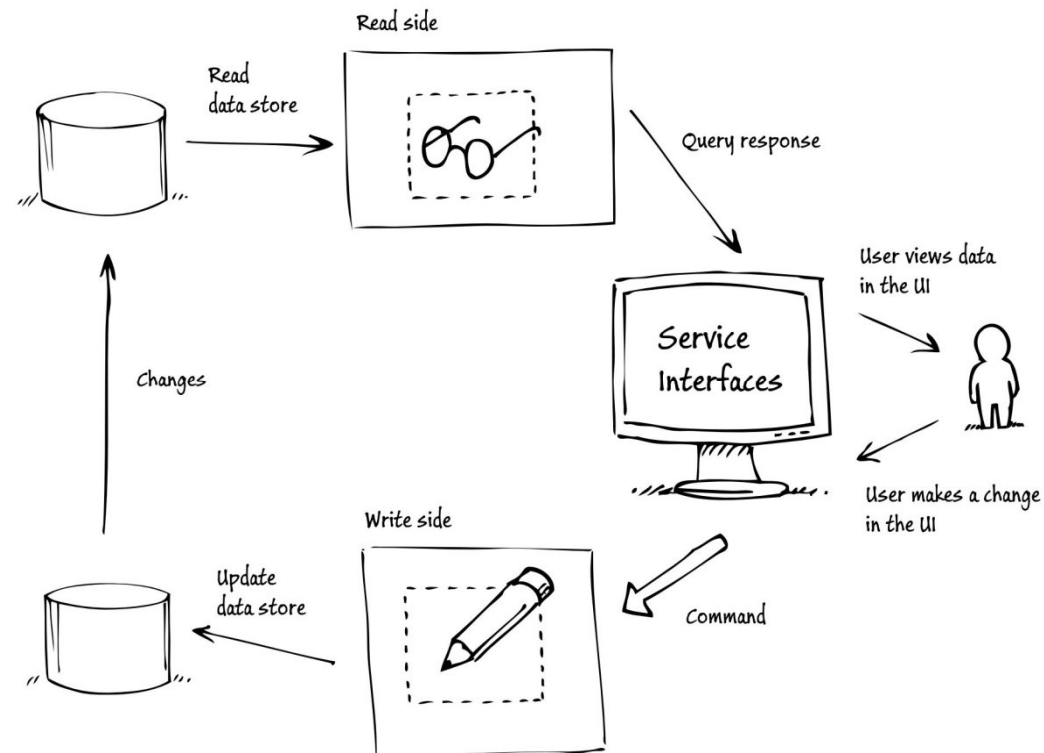 Read side
Read
data store
Query response
User views data
in the UI
Service
Interfaces
Changes
User makes a change
in the UI
Write side
Update
data store
Command